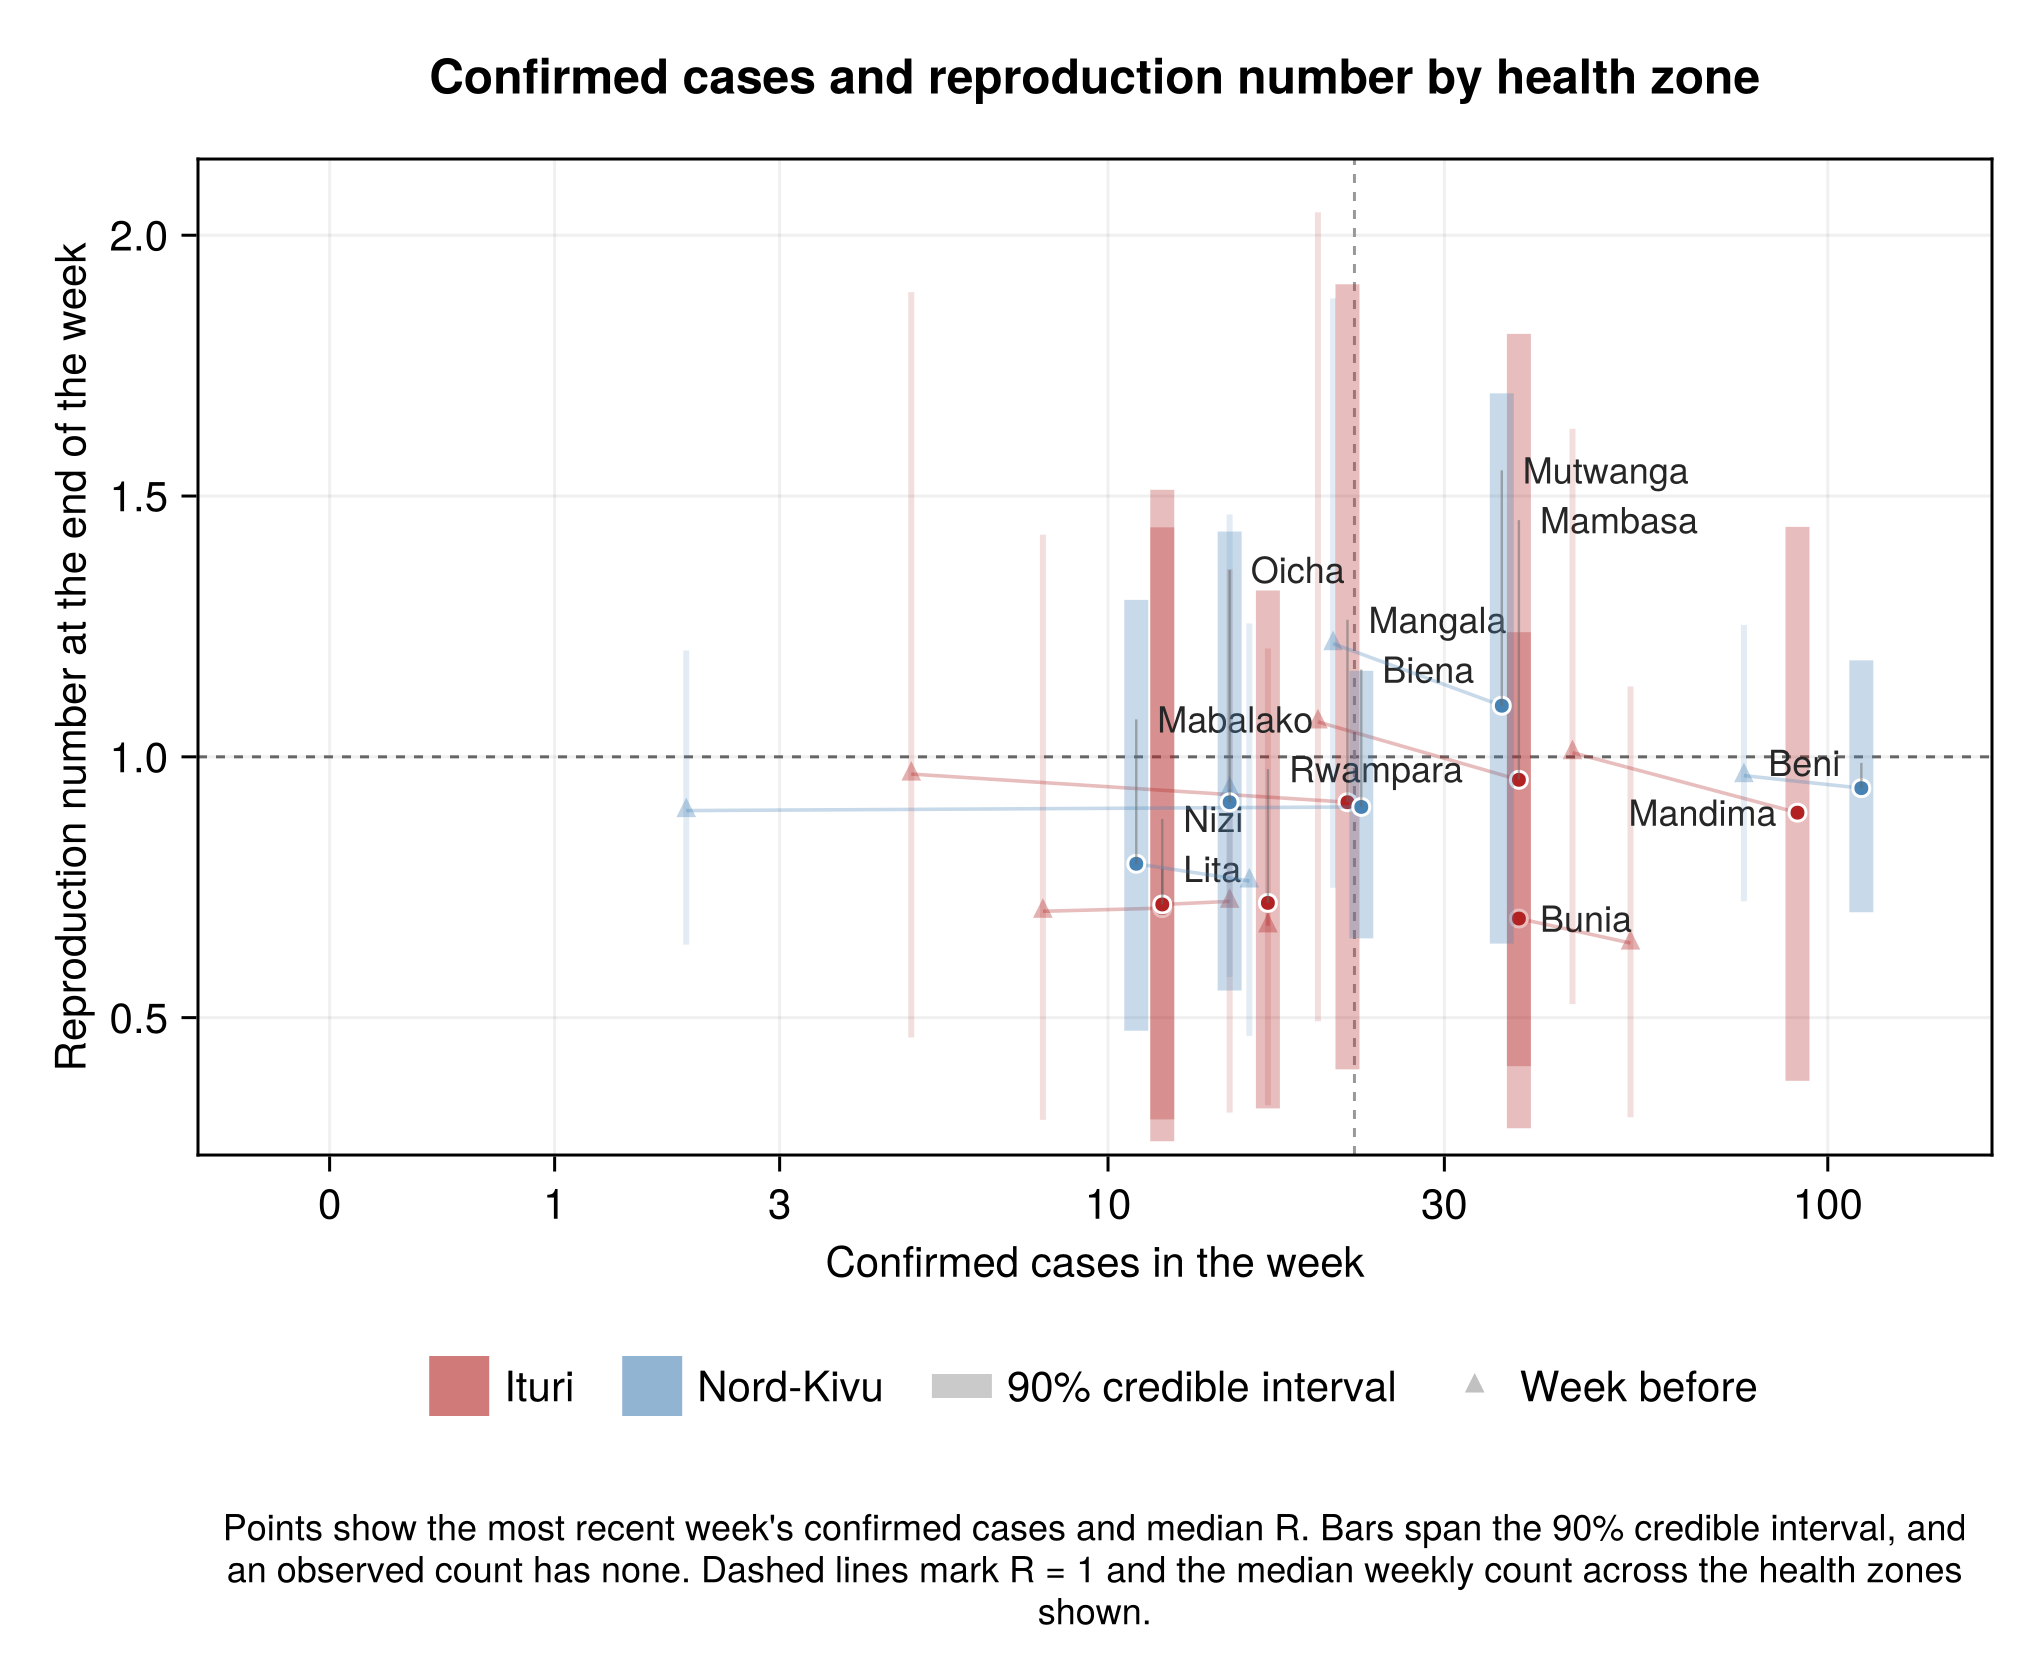 Confirmed cases and reproduction number by health zone
Reproduction number at the end of the week
2.0
1.5
1.0
0.5
Mutwanga
Mambasa
Oicha
Mangala
Biena
Mabalako
Rwampara
Beni
Mandima
Nizi
Lita
Bunia
0 1 3 10 30 100
Confirmed cases in the week
Ituri Nord-Kivu 90% credible interval Week before
Points show the most recent week's confirmed cases and median R. Bars span the 90% credible interval, and
an observed count has none. Dashed lines mark R = 1 and the median weekly count across the health zones
shown.